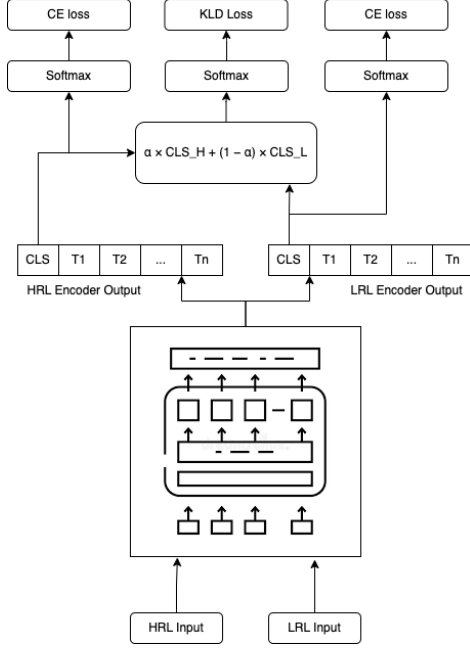 CE loss
KLD Loss
CE loss
Softmax
Softmax
Softmax
α × CLS_H + (1 − α) × CLS_L
CLS T1 T2 ... Tn
CLS T1 T2 ... Tn
HRL Encoder Output
LRL Encoder Output
HRL Input
LRL Input